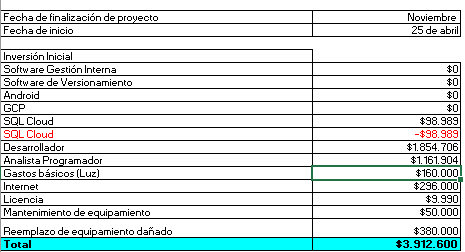 Fecha de finalización de proyecto Noviembre
Fecha de inicio 25 de abril
Inversión Inicial
Software Gestión Interna $0
Software de Versionamiento $0
Android $0
GCP $0
SQL Cloud $98.989
SQL Cloud -$98.989
Desarrollador $1.854.706
Analista Programador $1.161.904
Gastos básicos (Luz) $160.000
Internet $296.000
Licencia $9.990
Mantenimiento de equipamiento $50.000
Reemplazo de equipamiento dañado $380.000
Total $3.912.600